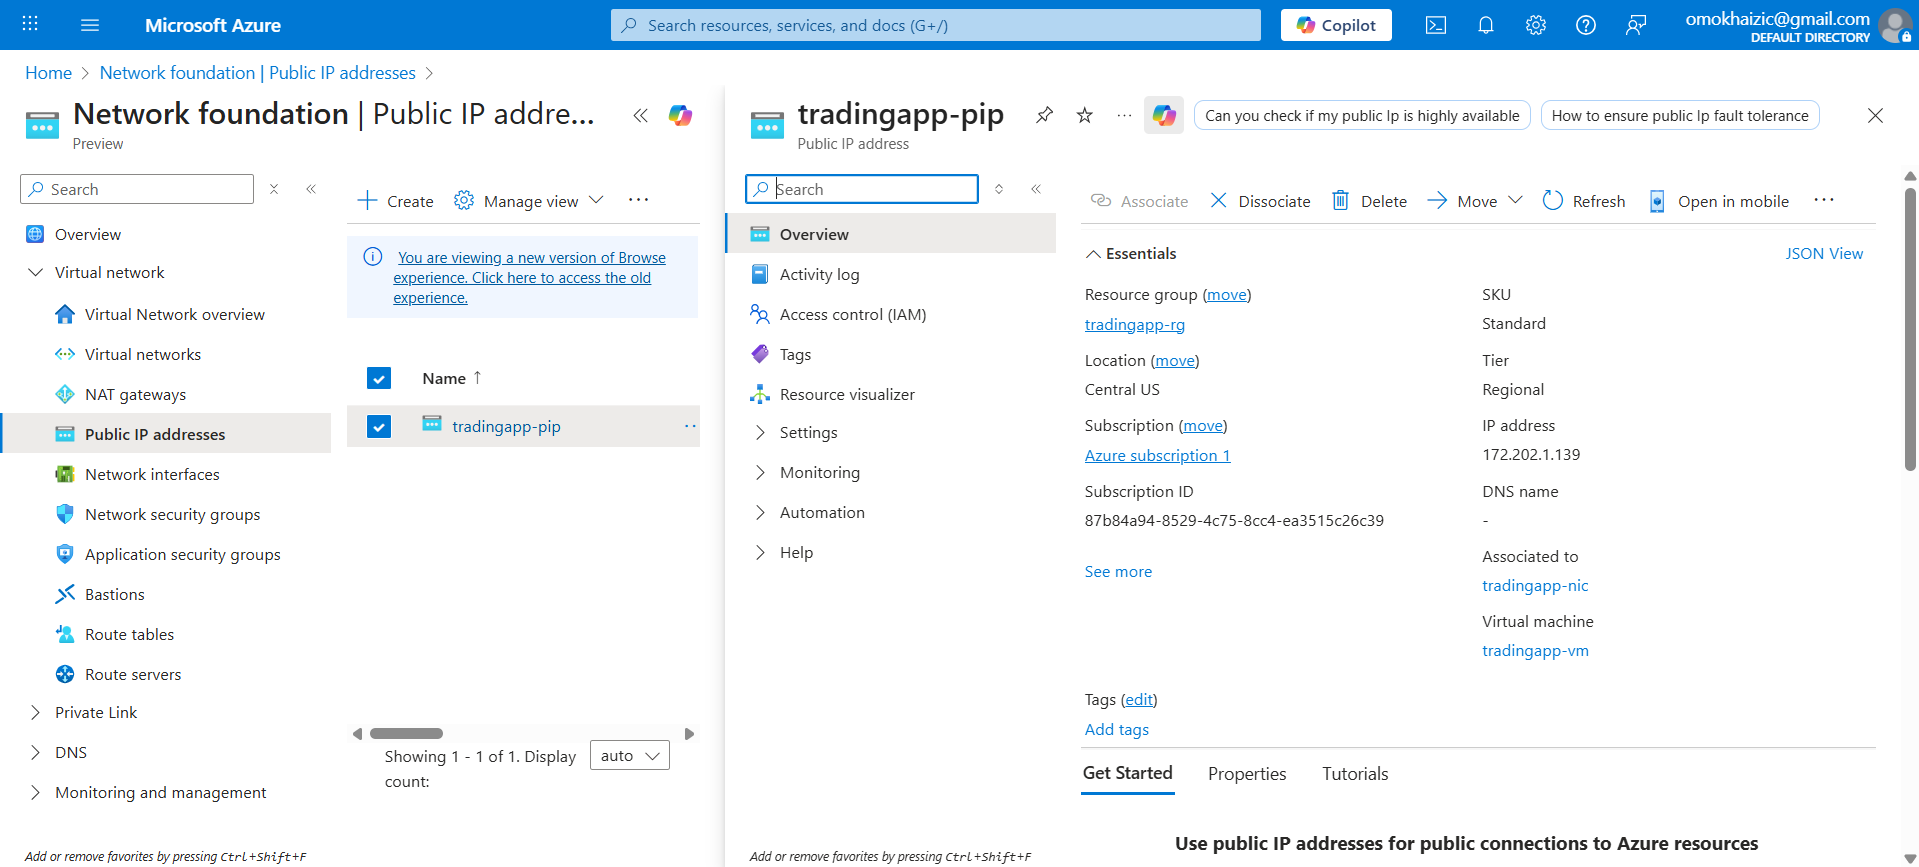 Microsoft Azure
Search resources, services, and docs (G+/)
Copilot
omokhaizic@gmail.com
DEFAULT DIRECTORY
Home
Network foundation | Public IP addresses
Network foundation | Public IP addre...
Preview
Search
Overview
Virtual network
Virtual Network overview
Virtual networks
NAT gateways
Public IP addresses
Network interfaces
Network security groups
Application security groups
Bastions
Route tables
Route servers
Private Link
DNS
Monitoring and management
Add or remove favorites by pressing Ctrl+Shift+F
Create
Manage view
You are viewing a new version of Browse
experience. Click here to access the old
experience.
Name ↑
tradingapp-pip
Showing 1 - 1 of 1. Display
count:
auto
tradingapp-pip
Public IP address
Can you check if my public Ip is highly available
How to ensure public Ip fault tolerance
Search
Overview
Activity log
Access control (IAM)
Tags
Resource visualizer
Settings
Monitoring
Automation
Help
Add or remove favorites by pressing Ctrl+Shift+F
Associate
Dissociate
Delete
Move
Refresh
Open in mobile
Essentials
JSON View
Resource group (move)
tradingapp-rg
Location (move)
Central US
Subscription (move)
Azure subscription 1
Subscription ID
87b84a94-8529-4c75-8cc4-ea3515c26c39
See more
SKU
Standard
Tier
Regional
IP address
172.202.1.139
DNS name
-
Associated to
tradingapp-nic
Virtual machine
tradingapp-vm
Tags (edit)
Add tags
Get Started
Properties
Tutorials
Use public IP addresses for public connections to Azure resources